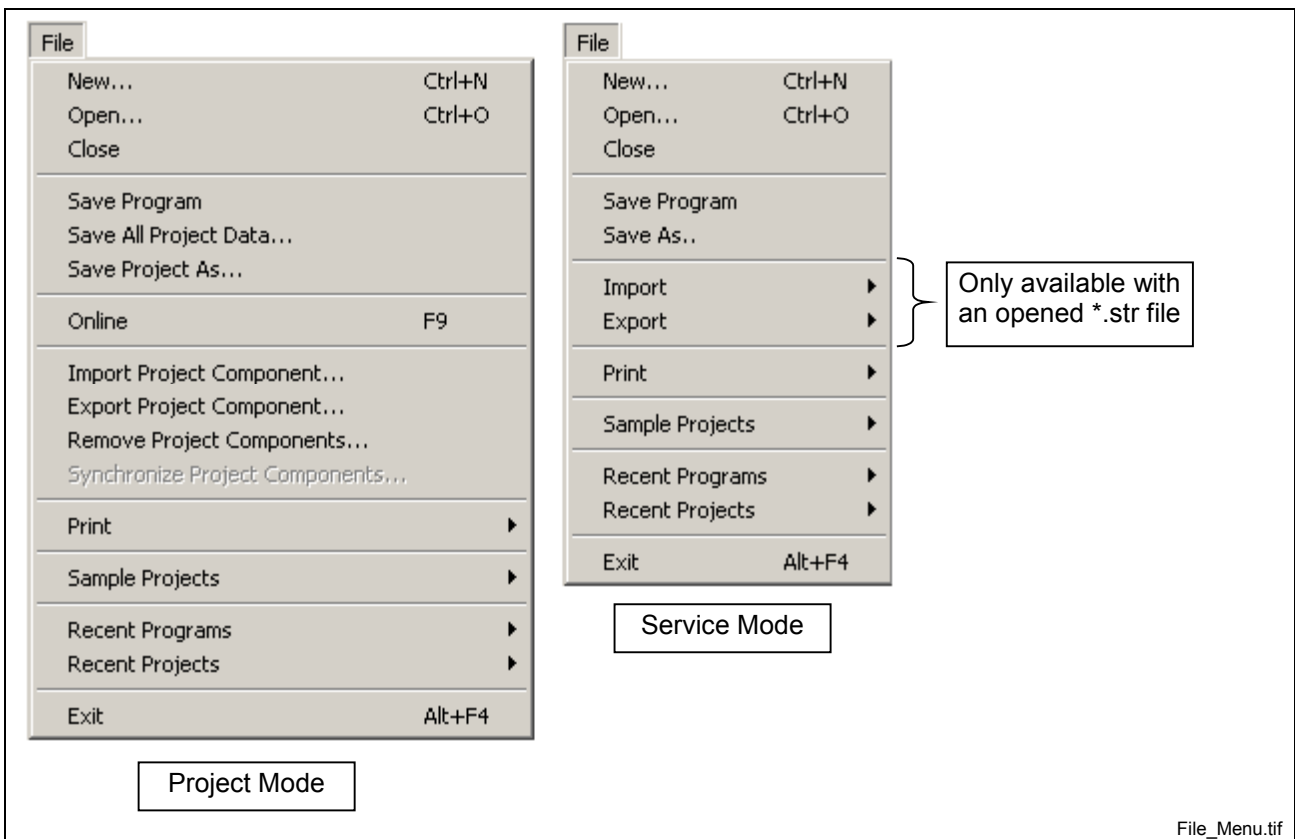 File
New... Ctrl+N
Open... Ctrl+O
Close
Save Program
Save All Project Data...
Save Project As...
Online F9
Import Project Component...
Export Project Component...
Remove Project Components...
Synchronize Project Components...
Print
Sample Projects
Recent Programs
Recent Projects
Exit Alt+F4
Project Mode
File
New... Ctrl+N
Open... Ctrl+O
Close
Save Program
Save As..
Import
Export
Print
Sample Projects
Recent Programs
Recent Projects
Exit Alt+F4
Service Mode
Only available with
an opened *.str file
File_Menu.tif